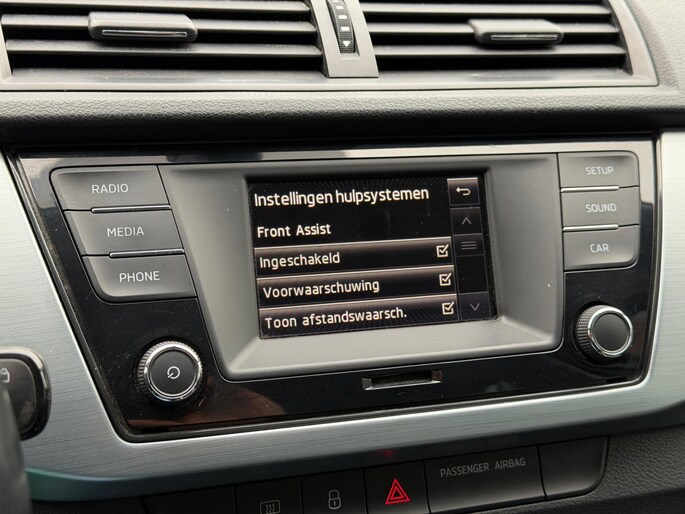 RADIO
MEDIA
PHONE
Instellingen hulpsystemen
Front Assist
Ingeschakeld
Voorwaarschuwing
Toon afstandswaarsch.
SETUP
SOUND
CAR
PASSENGER AIRBAG